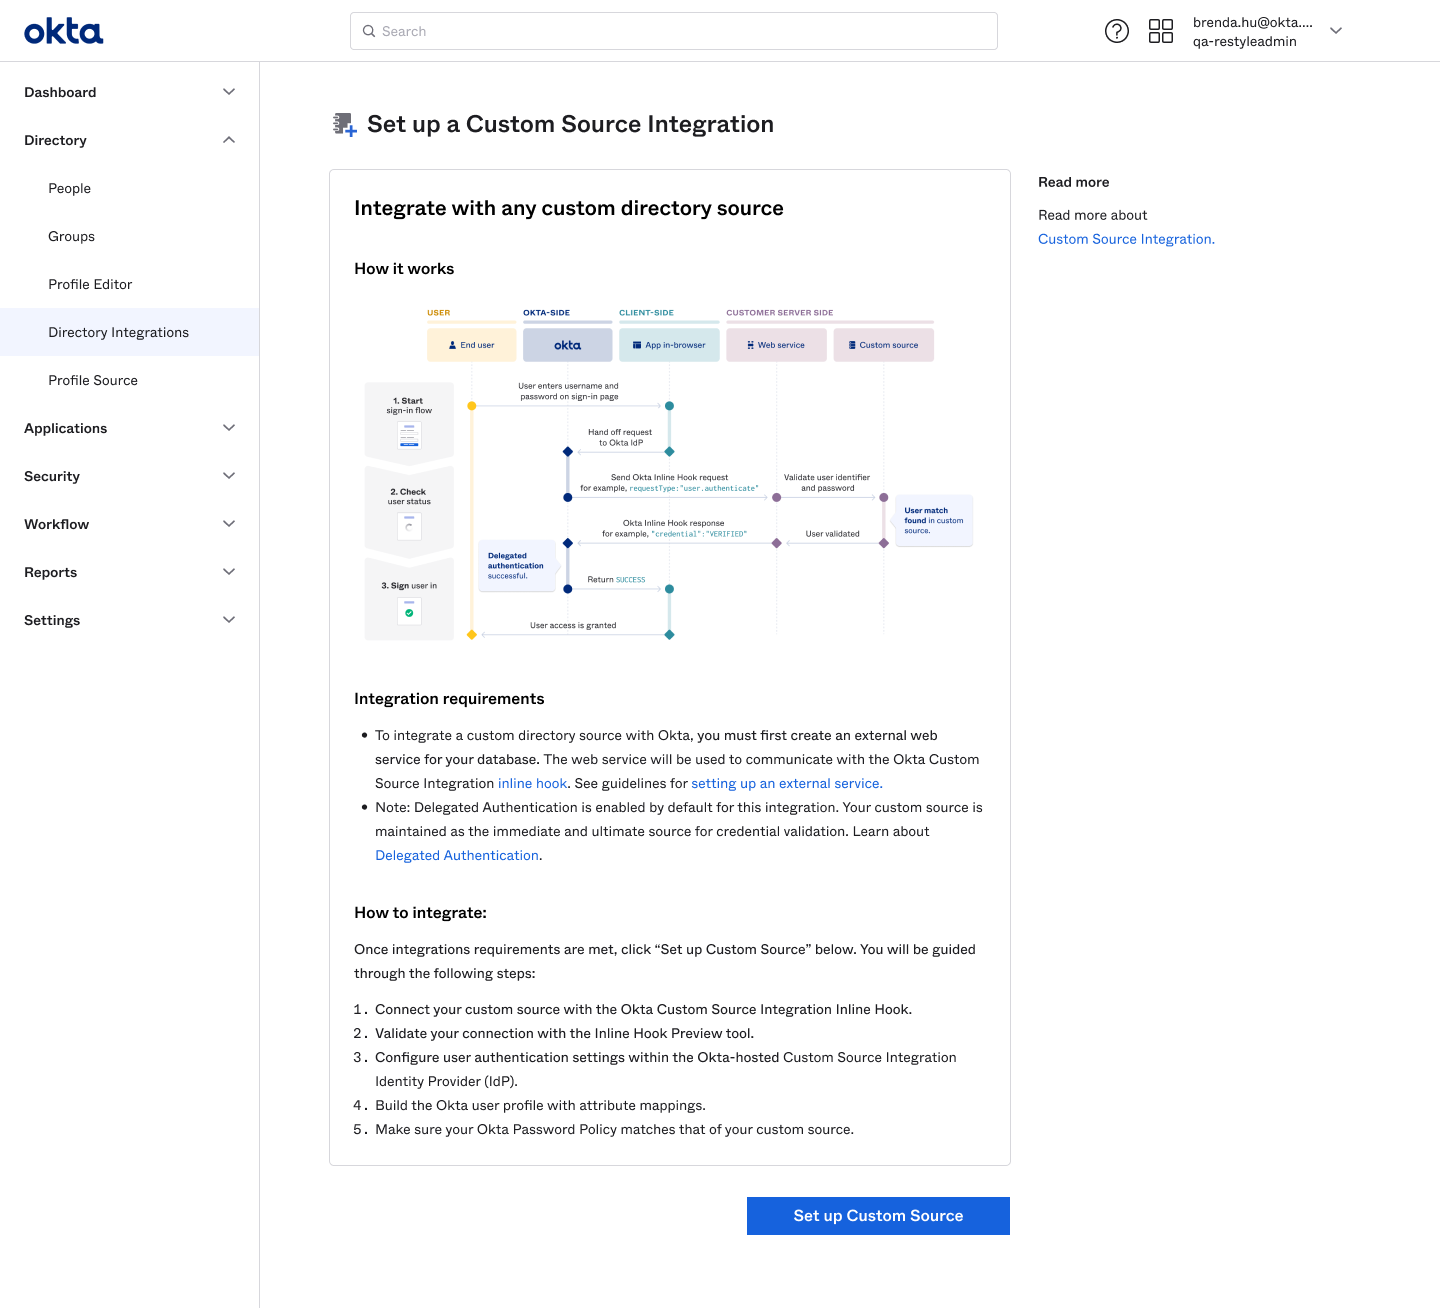 okta
Search
brenda.hu@okta....
qa-restyleadmin
Dashboard
Directory
People
Groups
Profile Editor
Directory Integrations
Profile Source
Applications
Security
Workflow
Reports
Settings
Set up a Custom Source Integration
Integrate with any custom directory source
How it works
USER
OKTA-SIDE
CLIENT-SIDE
CUSTOMER SERVER SIDE
End user
okta
App in-browser
Web service
Custom source
1. Start
sign-in flow
User enters username and
password on sign-in page
Hand off request
to Okta IdP
2. Check
user status
Send Okta Inline Hook request
for example, requestType:"user.authenticate"
Validate user identifier
and password
User match
found in custom
source.
Okta Inline Hook response
for example, "credential":"VERIFIED"
User validated
Delegated
authentication
successful.
3. Sign user in
Return SUCCESS
User access is granted
Integration requirements
• To integrate a custom directory source with Okta, you must first create an external web
service for your database. The web service will be used to communicate with the Okta Custom
Source Integration inline hook. See guidelines for setting up an external service.
• Note: Delegated Authentication is enabled by default for this integration. Your custom source is
maintained as the immediate and ultimate source for credential validation. Learn about
Delegated Authentication.
How to integrate:
Once integrations requirements are met, click “Set up Custom Source” below. You will be guided
through the following steps:
1. Connect your custom source with the Okta Custom Source Integration Inline Hook.
2. Validate your connection with the Inline Hook Preview tool.
3. Configure user authentication settings within the Okta-hosted Custom Source Integration
Identity Provider (IdP).
4. Build the Okta user profile with attribute mappings.
5. Make sure your Okta Password Policy matches that of your custom source.
Set up Custom Source
Read more
Read more about
Custom Source Integration.